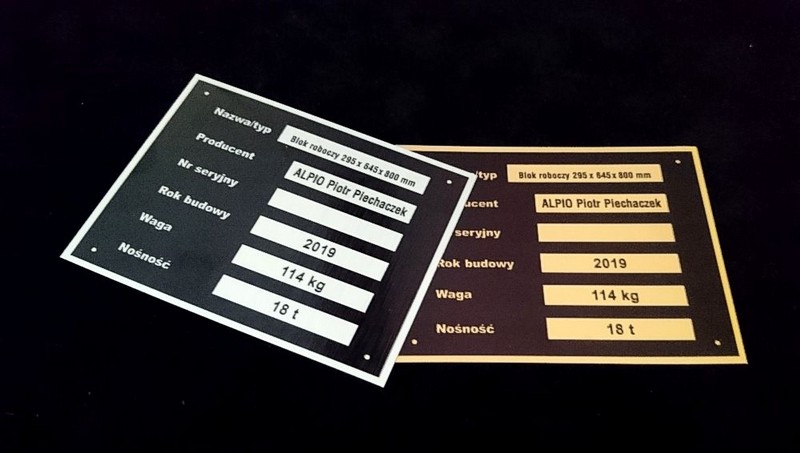 Nazwa/typ Blok roboczy 295 x 645 x 800 mm
Producent ALPIO Piotr Piechaczek
Nr seryjny
Rok budowy 2019
Waga 114 kg
Nośność 18 t
/typ Blok roboczy 295 x 645 x 800 mm
ucent ALPIO Piotr Piechaczek
seryjny
Rok budowy 2019
Waga 114 kg
Nośność 18 t